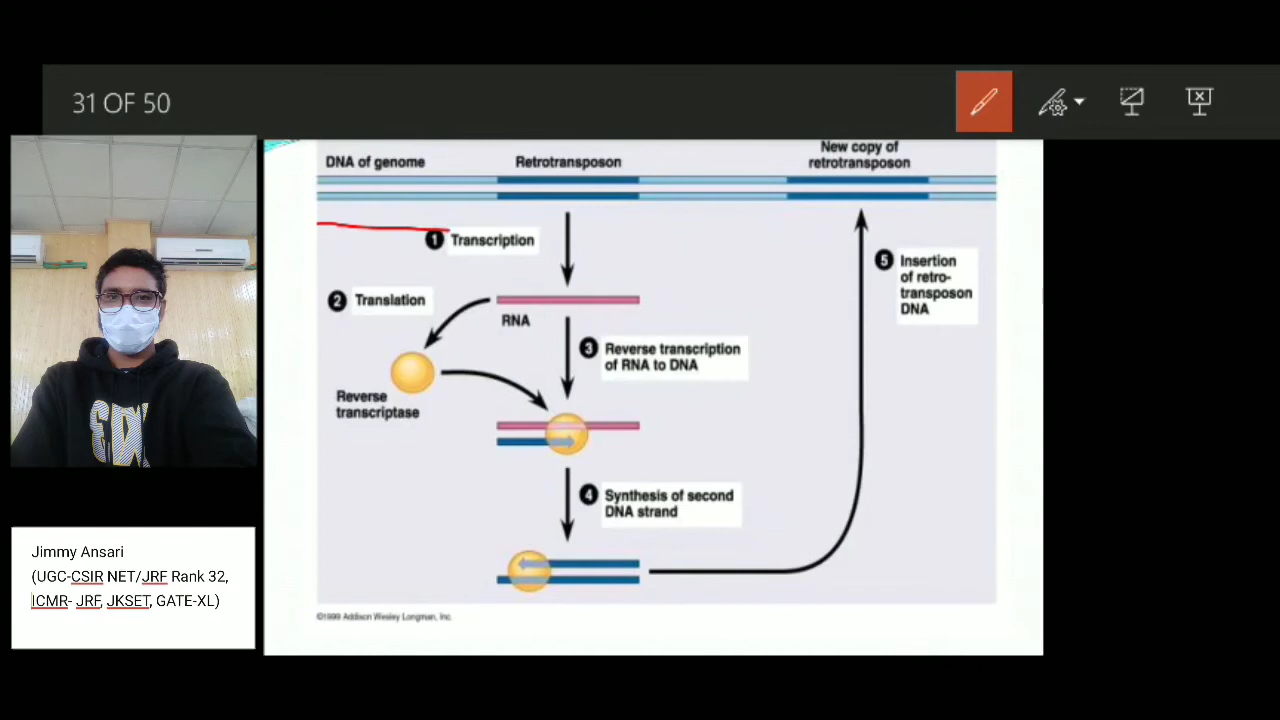 31 OF 50
DNA of genome
Retrotransposon
New copy of
retrotransposon
1 Transcription
2 Translation
RNA
3 Reverse transcription
of RNA to DNA
Reverse
transcriptase
4 Synthesis of second
DNA strand
5 Insertion
of retro-
transposon
DNA
©1999 Addison Wesley Longman, Inc.
Jimmy Ansari
(UGC-CSIR NET/JRF Rank 32,
ICMR- JRF, JKSET, GATE-XL)